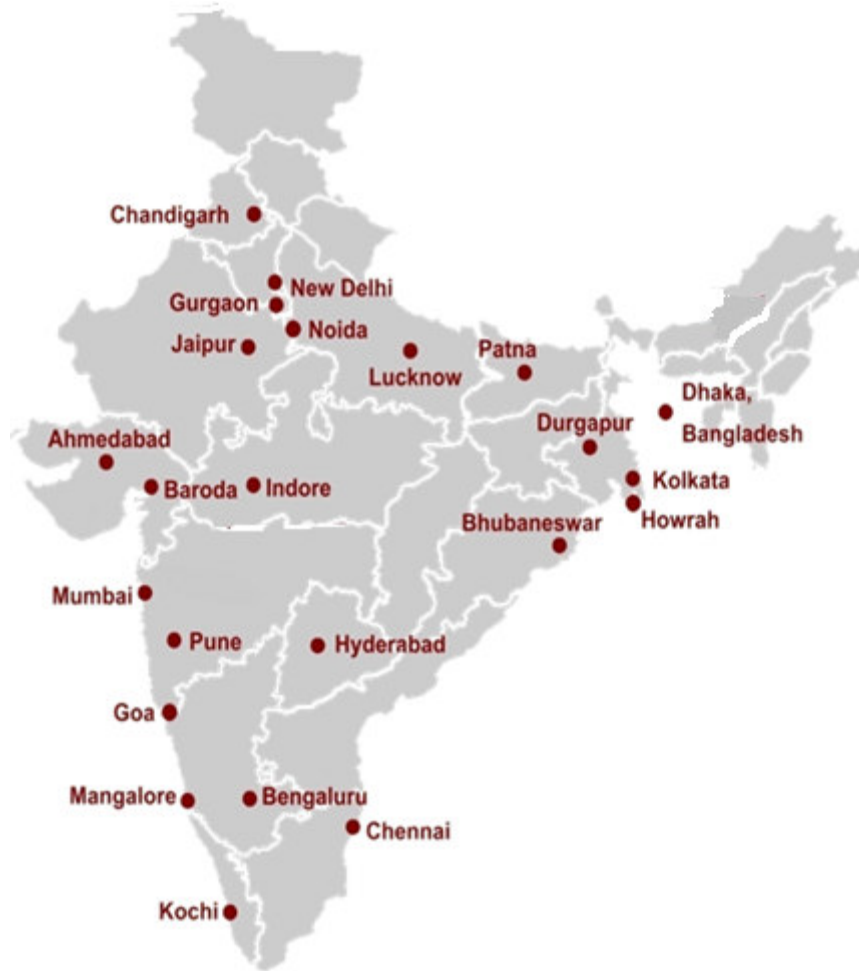 Chandigarh
New Delhi
Gurgaon
Noida
Jaipur
Lucknow
Patna
Dhaka,
Bangladesh
Durgapur
Ahmedabad
Baroda
Indore
Kolkata
Howrah
Bhubaneswar
Mumbai
Pune
Hyderabad
Goa
Mangalore
Bengaluru
Chennai
Kochi